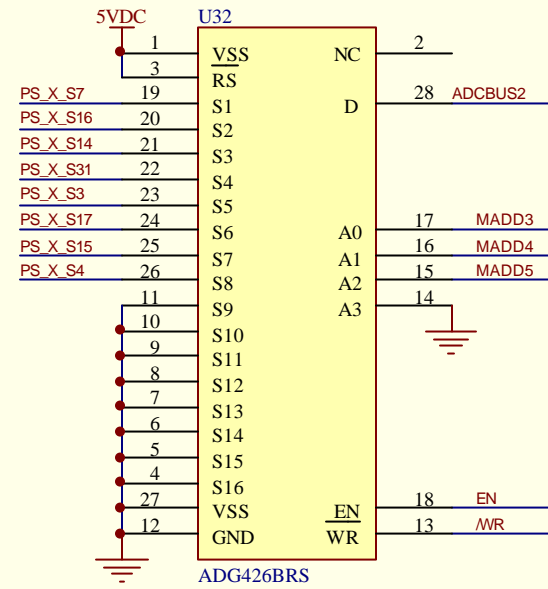 5VDC U32
1 VSS NC 2
3 RS
PS_X_S7 19 S1 D 28 ADCBUS2
PS_X_S16 20 S2
PS_X_S14 21 S3
PS_X_S31 22 S4
PS_X_S3 23 S5
PS_X_S17 24 S6 A0 17 MADD3
PS_X_S15 25 S7 A1 16 MADD4
PS_X_S4 26 S8 A2 15 MADD5
11 S9 A3 14
10 S10
9 S11
8 S12
7 S13
6 S14
5 S15
4 S16
27 VSS EN 18 EN
12 GND WR 13 /WR
ADG426BRS